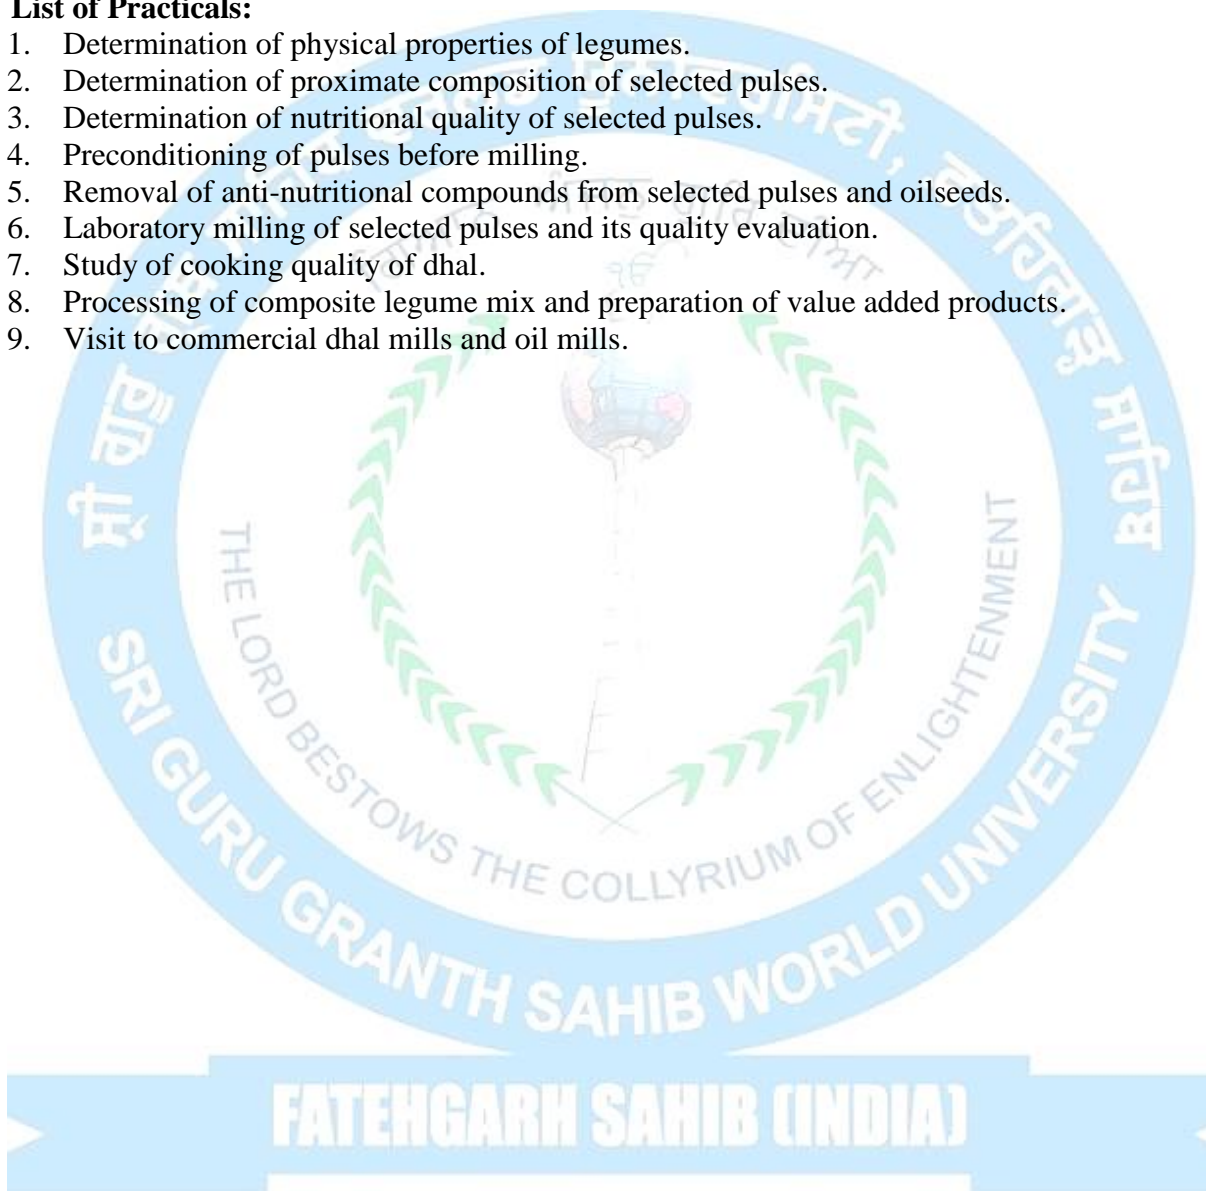 List of Practicals:
1. Determination of physical properties of legumes.
2. Determination of proximate composition of selected pulses.
3. Determination of nutritional quality of selected pulses.
4. Preconditioning of pulses before milling.
5. Removal of anti-nutritional compounds from selected pulses and oilseeds.
6. Laboratory milling of selected pulses and its quality evaluation.
7. Study of cooking quality of dhal.
8. Processing of composite legume mix and preparation of value added products.
9. Visit to commercial dhal mills and oil mills.
ੴ
THE LORD BESTOWS THE COLLYRIUM OF ENLIGHTENMENT
SRI GURU GRANTH SAHIB WORLD UNIVERSITY
FATEHGARH SAHIB (INDIA)